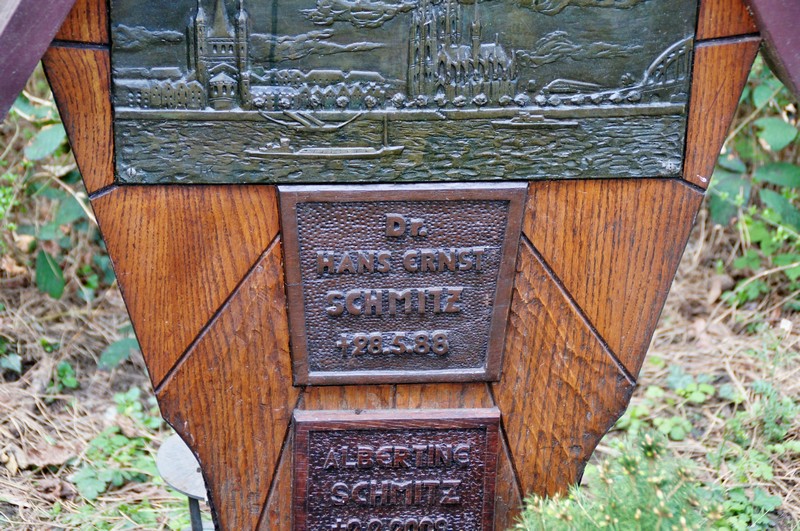 Dr.
HANS ERNST
SCHMITZ
†28.5.88
ALBERTINE
SCHMITZ